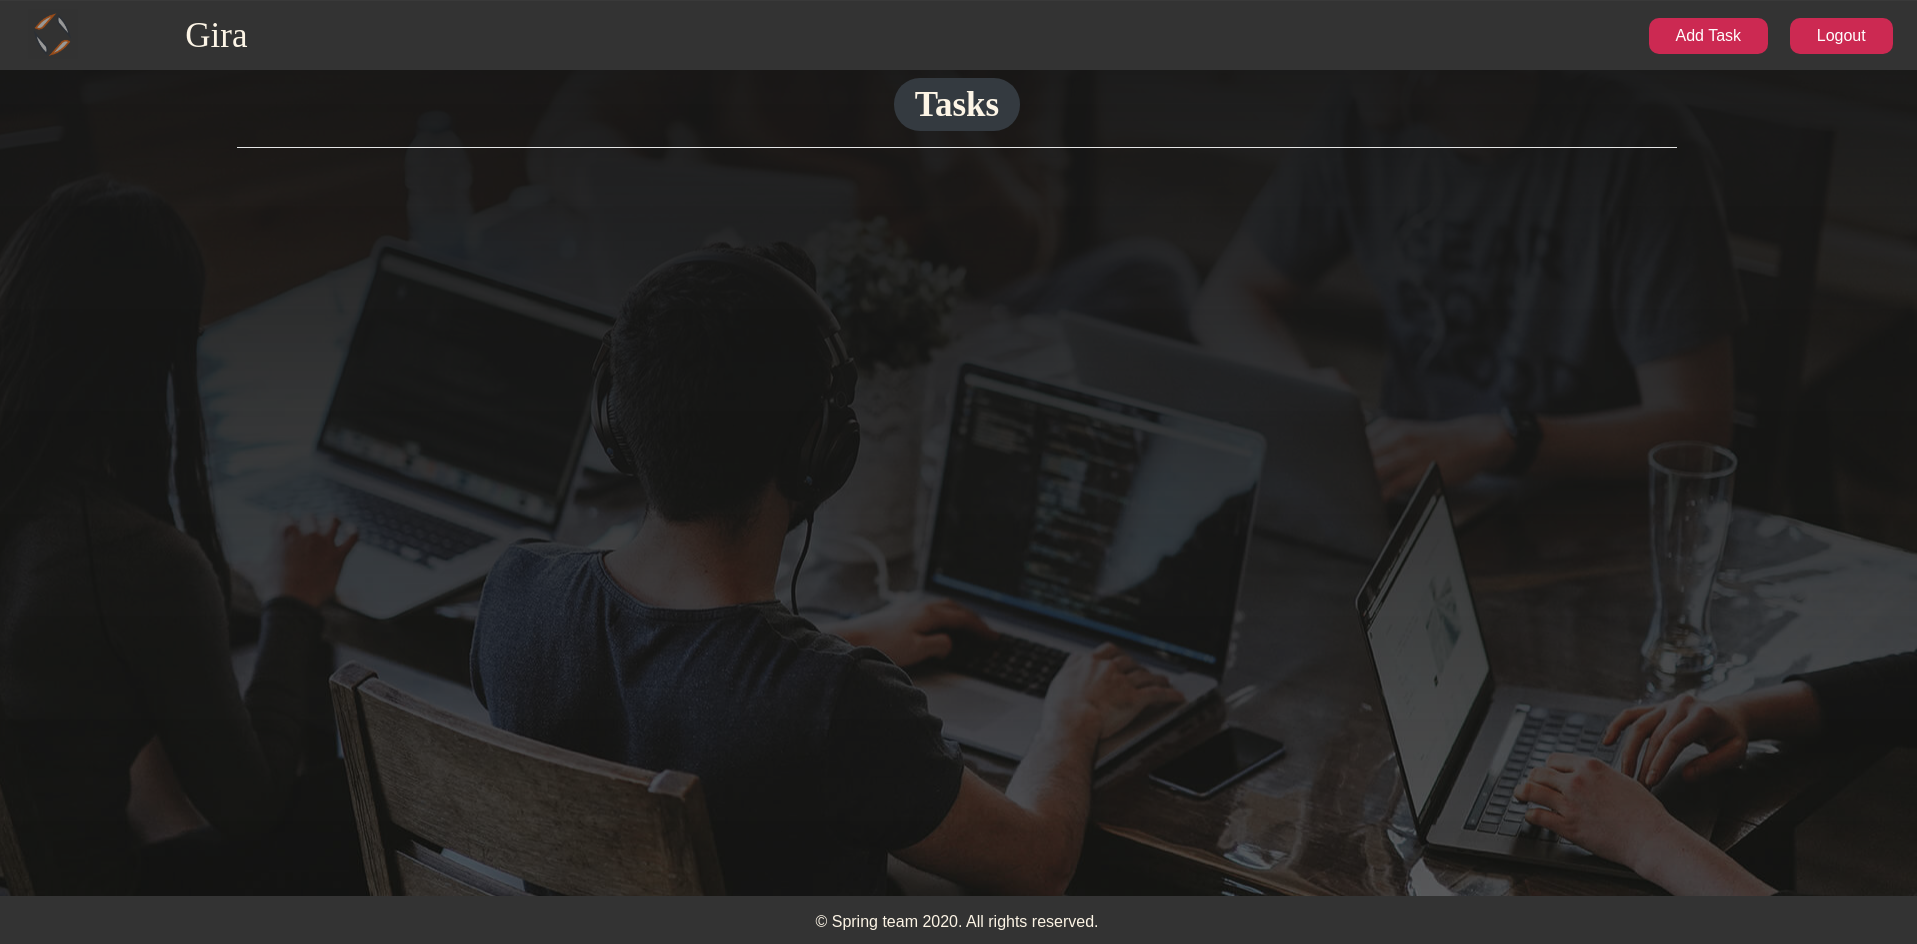 Gira
Add Task
Logout
Tasks
© Spring team 2020. All rights reserved.